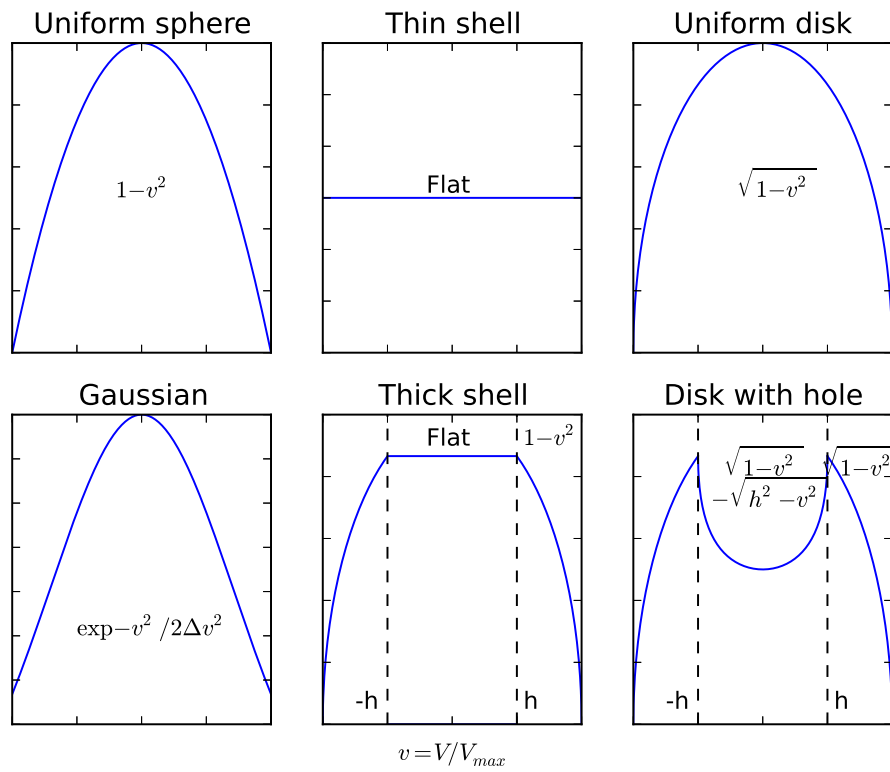 Uniform sphere
Thin shell
Uniform disk
1−v²
Flat
√1−v²
Gaussian
Thick shell
Disk with hole
Flat
1−v²
√1−v²
√1−v²
−√h² −v²
exp−v² /2Δv²
-h
h
-h
h
v=V/Vmax